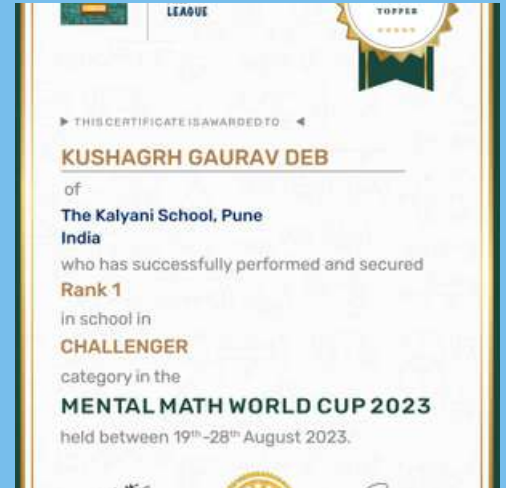 LEAGUE
TOPPER
THIS CERTIFICATE IS AWARDED TO
KUSHAGRH GAURAV DEB
of
The Kalyani School, Pune
India
who has successfully performed and secured
Rank 1
in school in
CHALLENGER
category in the
MENTAL MATH WORLD CUP 2023
held between 19th-28th August 2023.